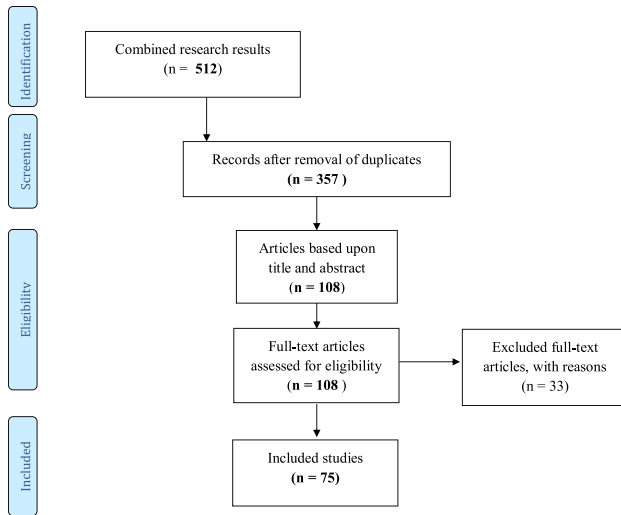 Identification
Combined research results
(n = 512)
Screening
Records after removal of duplicates
(n = 357 )
Eligibility
Articles based upon
title and abstract
(n = 108)
Full-text articles
assessed for eligibility
(n = 108 )
Excluded full-text
articles, with reasons
(n = 33)
Included
Included studies
(n = 75)